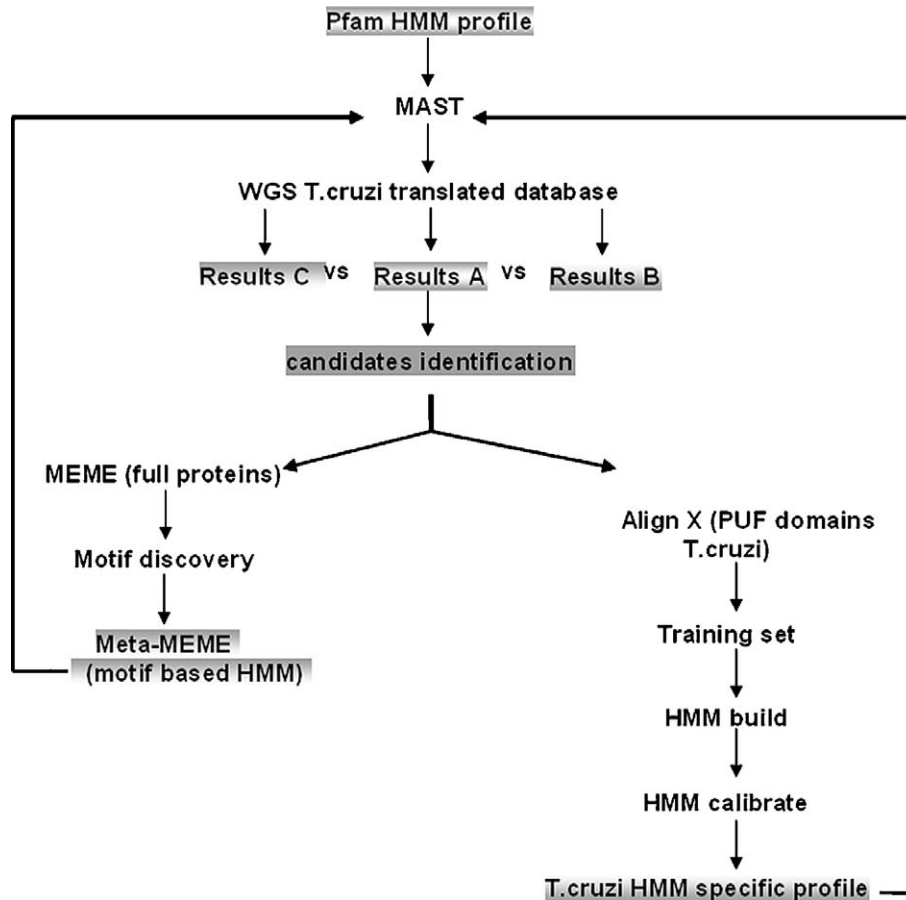 Pfam HMM profile
MAST
WGS T.cruzi translated database
Results C vs Results A vs Results B
candidates identification
MEME (full proteins)
Motif discovery
Meta-MEME
(motif based HMM)
Align X (PUF domains
T.cruzi)
Training set
HMM build
HMM calibrate
T.cruzi HMM specific profile